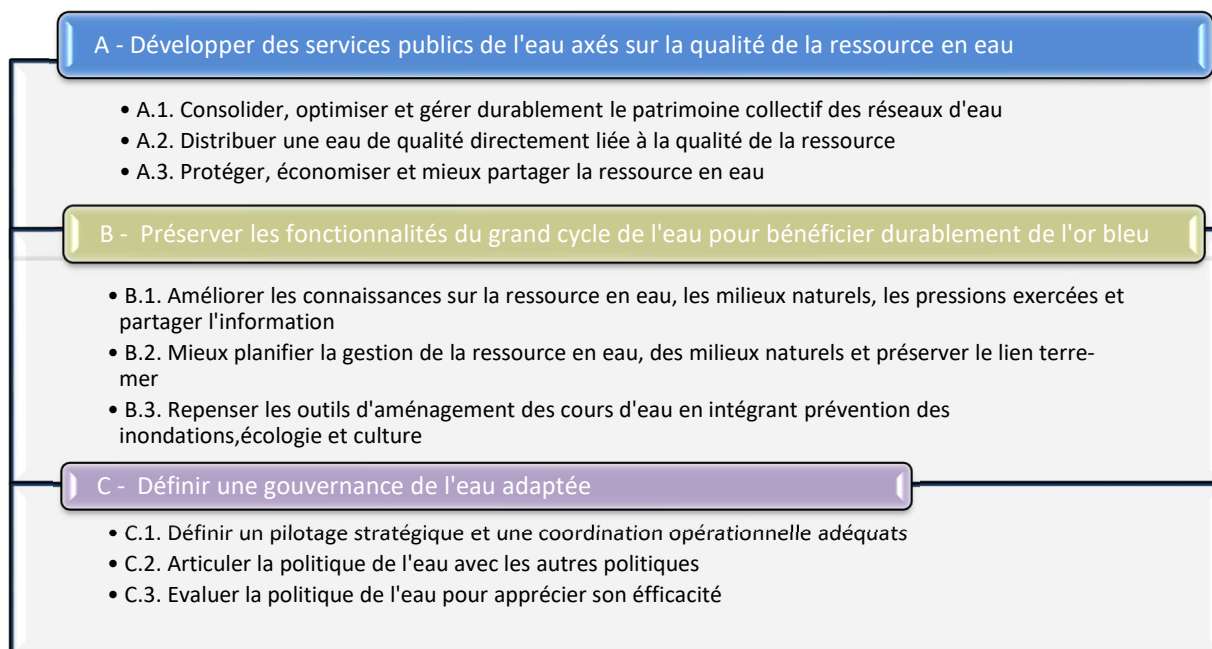 A - Développer des services publics de l'eau axés sur la qualité de la ressource en eau
• A.1. Consolider, optimiser et gérer durablement le patrimoine collectif des réseaux d'eau
• A.2. Distribuer une eau de qualité directement liée à la qualité de la ressource
• A.3. Protéger, économiser et mieux partager la ressource en eau
B - Préserver les fonctionnalités du grand cycle de l'eau pour bénéficier durablement de l'or bleu
• B.1. Améliorer les connaissances sur la ressource en eau, les milieux naturels, les pressions exercées et
partager l'information
• B.2. Mieux planifier la gestion de la ressource en eau, des milieux naturels et préserver le lien terre-
mer
• B.3. Repenser les outils d'aménagement des cours d'eau en intégrant prévention des
inondations,écologie et culture
C - Définir une gouvernance de l'eau adaptée
• C.1. Définir un pilotage stratégique et une coordination opérationnelle adéquats
• C.2. Articuler la politique de l'eau avec les autres politiques
• C.3. Evaluer la politique de l'eau pour apprécier son éfficacité